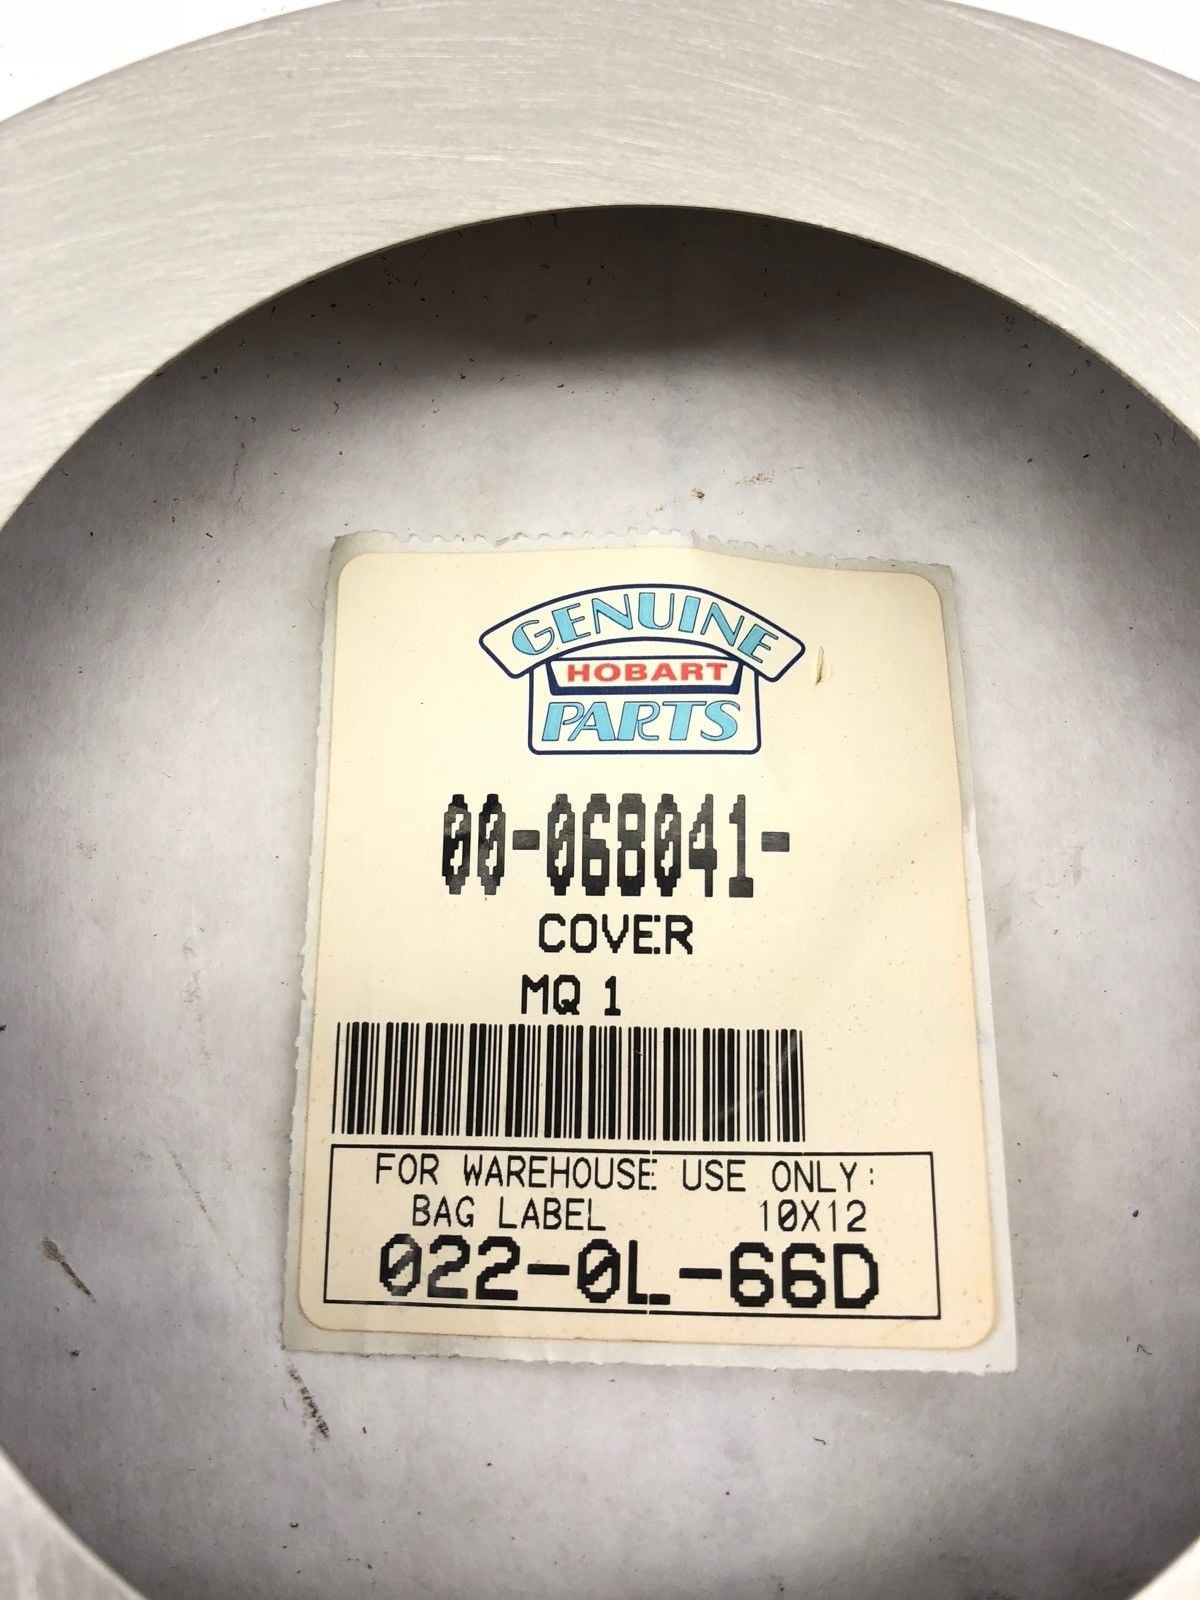 GENUINE
HOBART
PARTS
00-068041-
COVER
MQ 1
FOR WAREHOUSE USE ONLY:
BAG LABEL 10X12
022-0L-66D